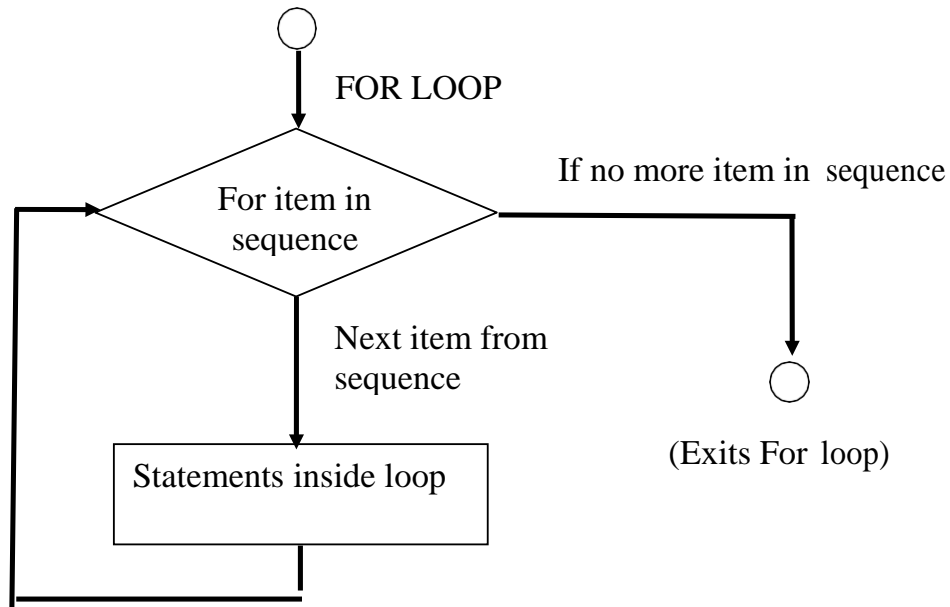 FOR LOOP
If no more item in sequence
For item in
sequence
Next item from
sequence
(Exits For loop)
Statements inside loop